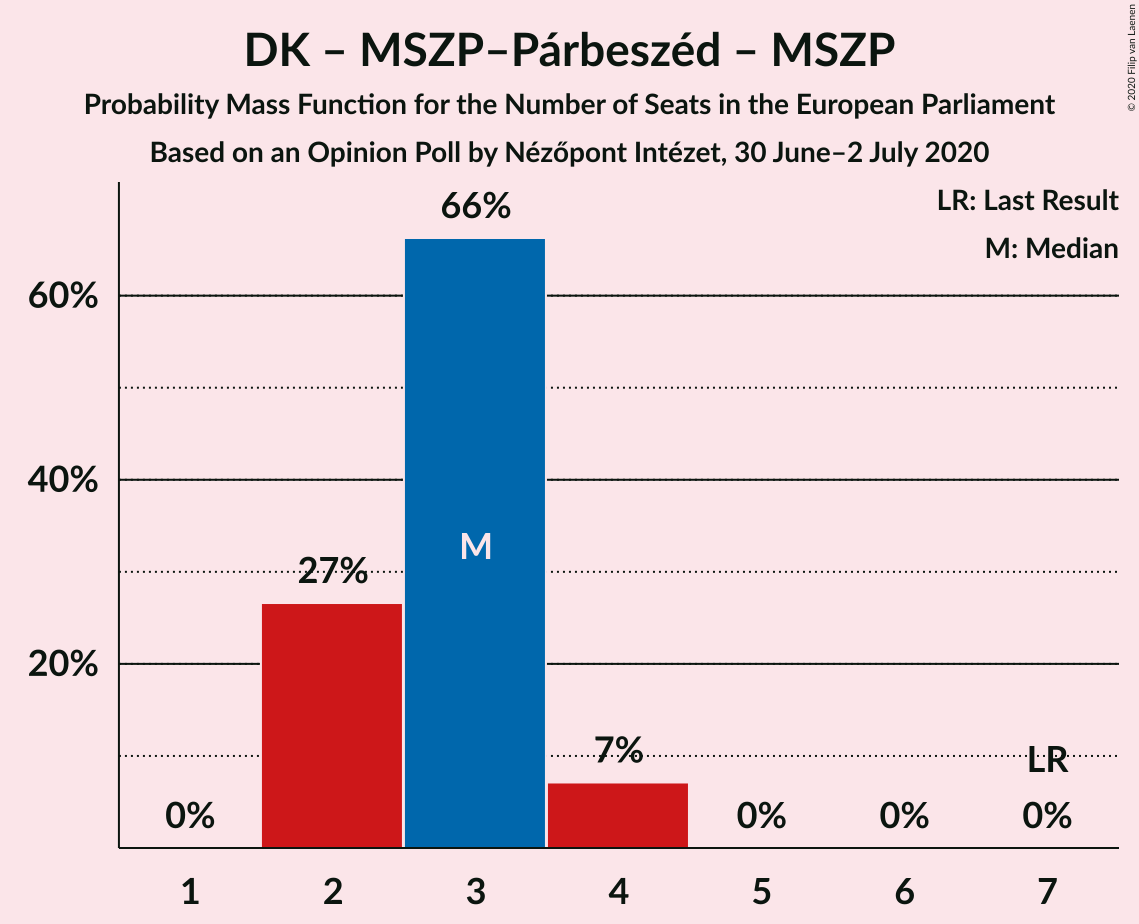 DK – MSZP–Párbeszéd – MSZP
Probability Mass Function for the Number of Seats in the European Parliament
Based on an Opinion Poll by Nézőpont Intézet, 30 June–2 July 2020
© 2020 Filip van Laenen
LR: Last Result
M: Median
66%
60%
40%
M
27%
20%
7%
LR
0%
0%
0%
0%
1 2 3 4 5 6 7